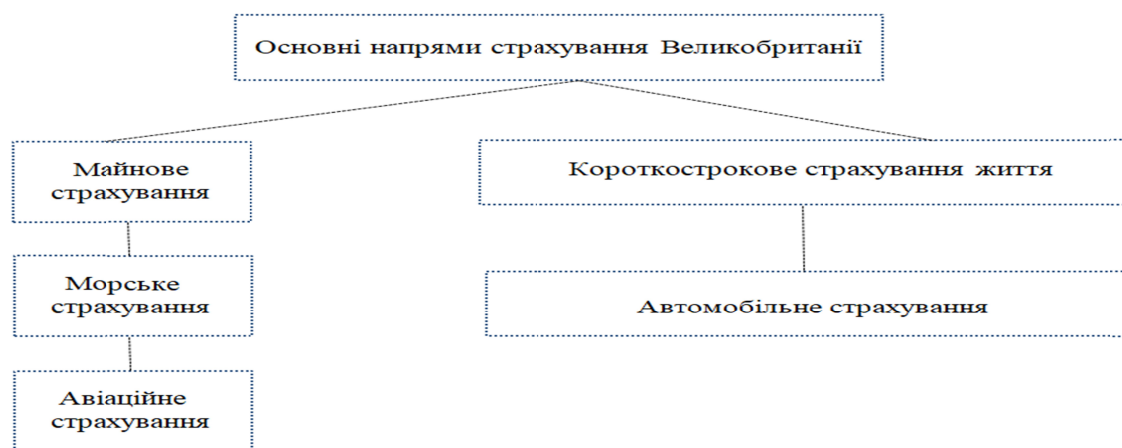 Основні напрями страхування Великобританії
Майнове
страхування
Короткострокове страхування життя
Морське
страхування
Автомобільне страхування
Авіаційне
страхування